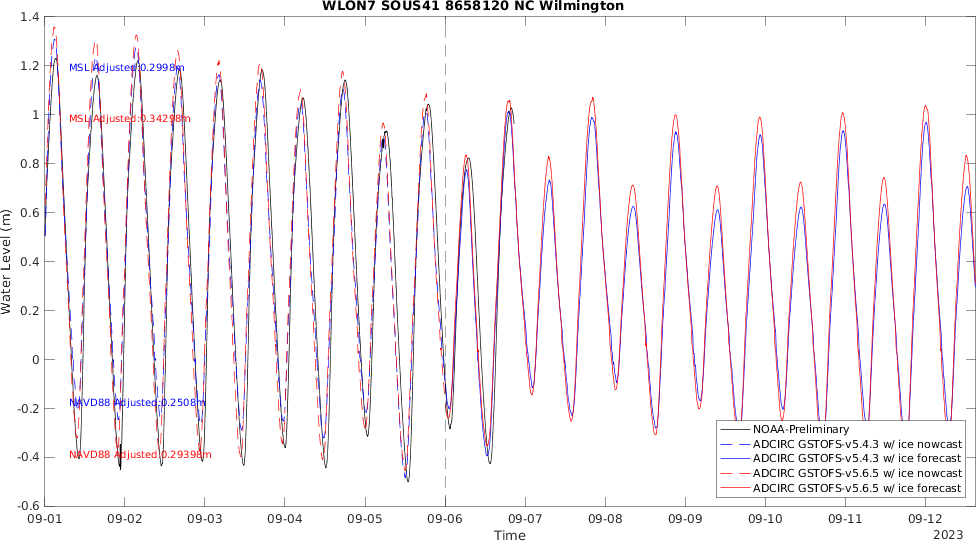 WLON7 SOUS41 8658120 NC Wilmington
1.4
1.2
1
0.8
0.6
0.4
0.2
0
-0.2
-0.4
-0.6
Water Level (m)
MSL Adjusted:0.2998m
MSL Adjusted:0.34298m
NAVD88 Adjusted:0.2508m
NAVD88 Adjusted:0.29398m
NOAA-Preliminary
ADCIRC GSTOFS-v5.4.3 w/ ice nowcast
ADCIRC GSTOFS-v5.4.3 w/ ice forecast
ADCIRC GSTOFS-v5.6.5 w/ ice nowcast
ADCIRC GSTOFS-v5.6.5 w/ ice forecast
09-01 09-02 09-03 09-04 09-05 09-06 09-07 09-08 09-09 09-10 09-11 09-12
Time
2023